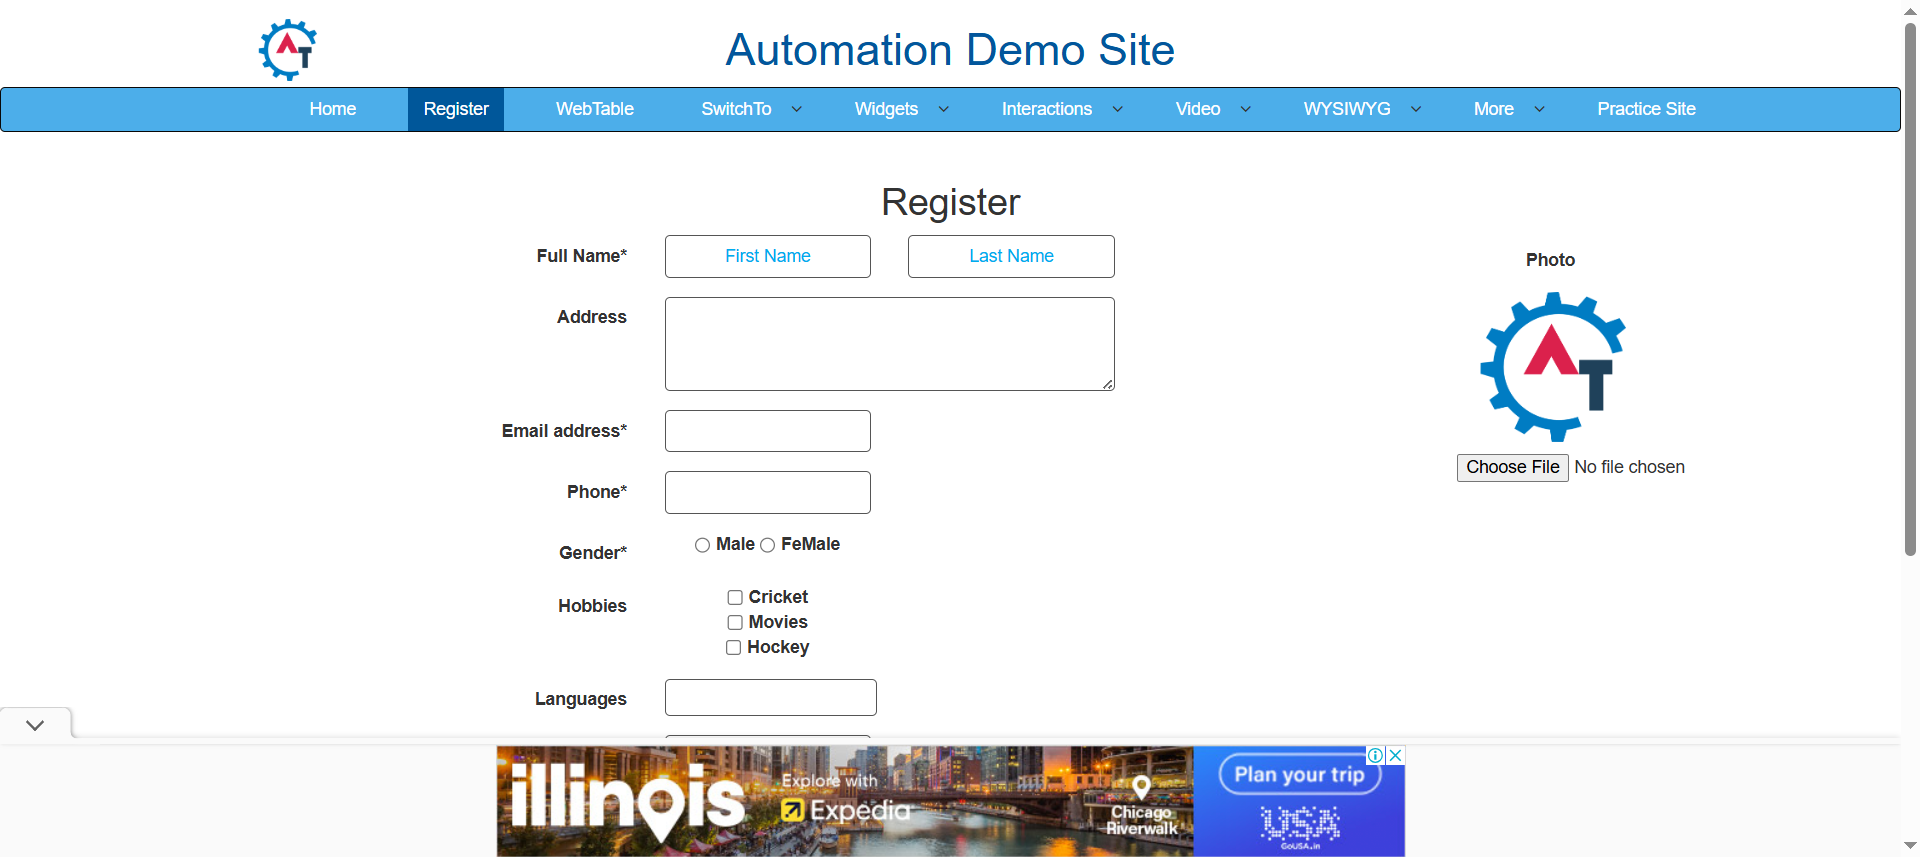 AT
Automation Demo Site
Home Register WebTable SwitchTo Widgets Interactions Video WYSIWYG More Practice Site
Register
Full Name* First Name Last Name
Photo
Address
AT
Email address*
Choose File No file chosen
Phone*
Gender* Male FeMale
Hobbies Cricket
Movies
Hockey
Languages
illinois
Explore with
Expedia
Chicago
Riverwalk
Plan your trip
USA
GoUSA.in